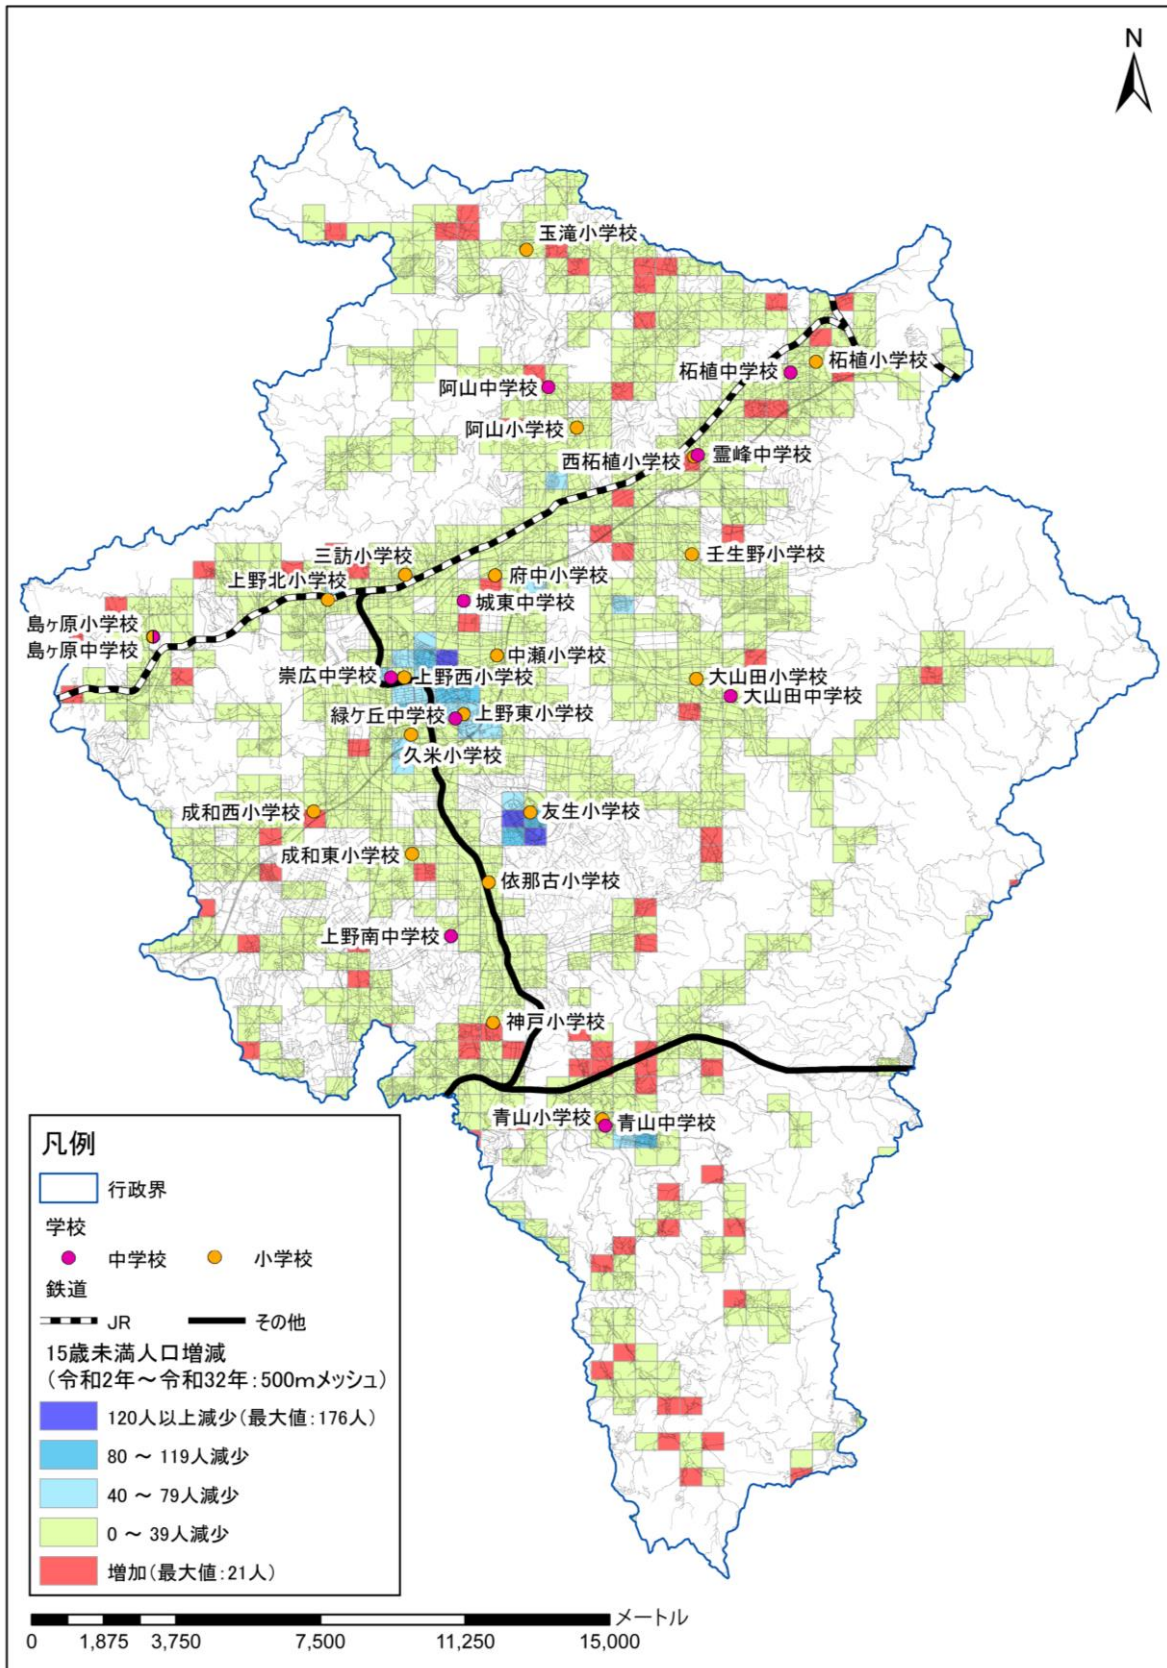 N
玉滝小学校
柘植小学校
柘植中学校
阿山中学校
阿山小学校
西柘植小学校
霊峰中学校
三訪小学校
府中小学校
壬生野小学校
上野北小学校
城東中学校
島ヶ原小学校
島ヶ原中学校
中瀬小学校
崇広中学校
上野西小学校
大山田小学校
大山田中学校
緑ケ丘中学校
上野東小学校
久米小学校
成和西小学校
友生小学校
成和東小学校
依那古小学校
上野南中学校
神戸小学校
青山小学校
青山中学校
凡例
行政界
学校
中学校 小学校
鉄道
JR その他
15歳未満人口増減
(令和2年~令和32年:500mメッシュ)
120人以上減少(最大値:176人)
80 ~ 119人減少
40 ~ 79人減少
0 ~ 39人減少
増加(最大値:21人)
メートル
0 1,875 3,750 7,500 11,250 15,000